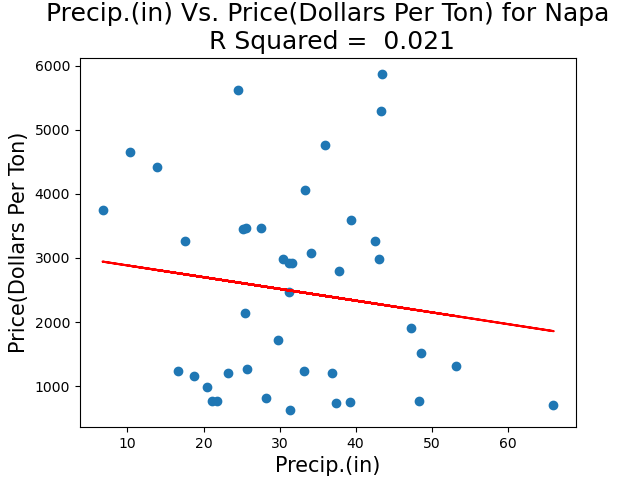 Precip.(in) Vs. Price(Dollars Per Ton) for Napa
R Squared =  0.021
6000
5000
4000
3000
2000
1000
Price(Dollars Per Ton)
10 20 30 40 50 60
Precip.(in)